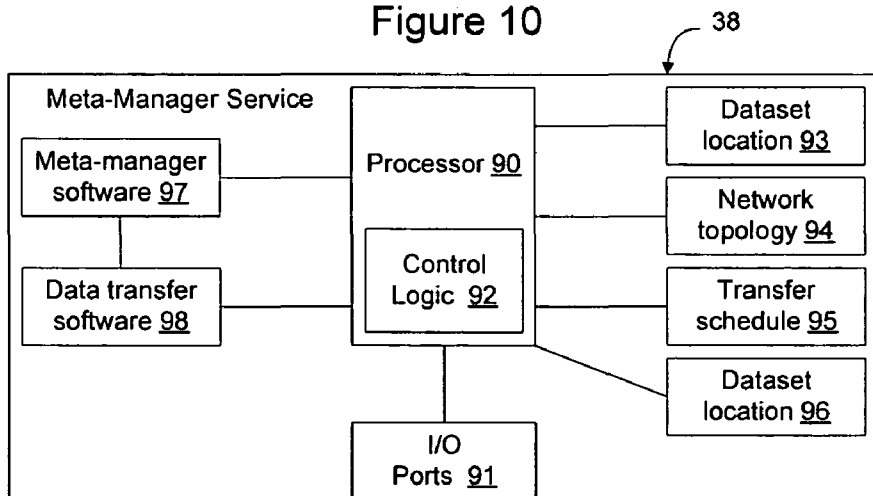 Figure 10
38
Meta-Manager Service
Meta-manager
software 97
Data transfer
software 98
Processor 90
Control
Logic 92
I/O
Ports 91
Dataset
location 93
Network
topology 94
Transfer
schedule 95
Dataset
location 96